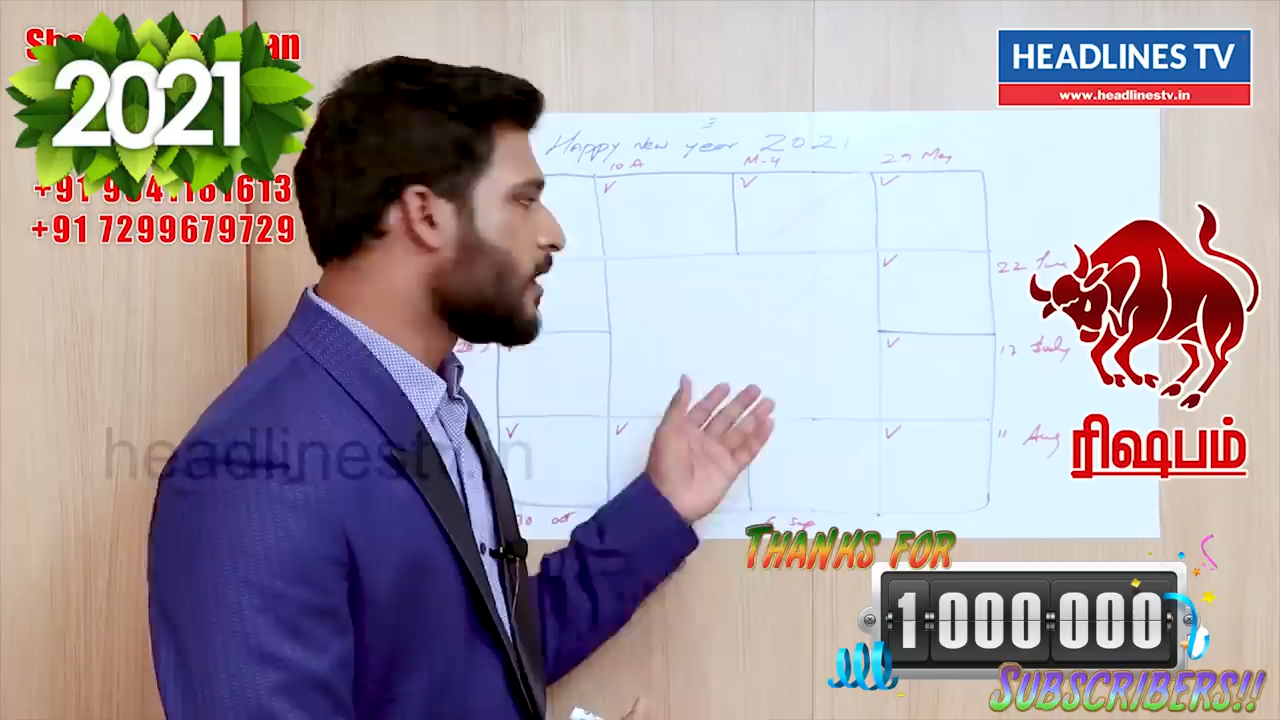 2021
+91 7299679729
HEADLINES TV
www.headlinestv.in
Happy new year 2021
10 A
M-4
29 May
22 June
17 July
11 Aug
30 oct
6 Sep
ரிஷபம்
headlinestv.in
THANKS FOR
1 000 000
SUBSCRIBERS!!